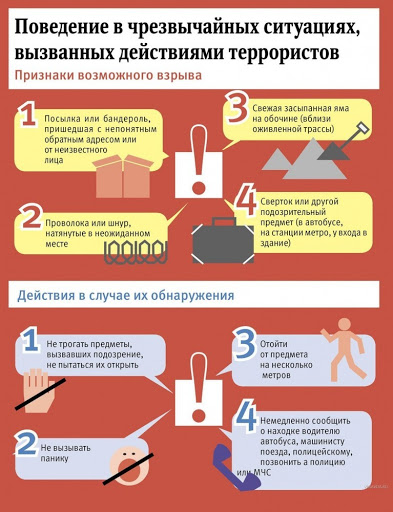 Поведение в чрезвычайных ситуациях,
вызванных действиями террористов
Признаки возможного взрыва
1
Посылка или бандероль,
пришедшая с непонятным
обратным адресом или
от неизвестного
лица
2
Проволока или шнур,
натянутые в неожиданном
месте
3
Свежая засыпанная яма
на обочине (вблизи
оживленной трассы)
4
Сверток или другой
подозрительный
предмет (в автобусе,
на станции метро, у входа в
здание)
Действия в случае их обнаружения
1
Не трогать предметы,
вызвавших подозрение,
не пытаться их открыть
2
Не вызывать
панику
3
Отойти
от предмета
на несколько
метров
4
Немедленно сообщить
о находке водителю
автобуса, машинисту
поезда, полицейскому,
позвонить а полицию
или МЧС